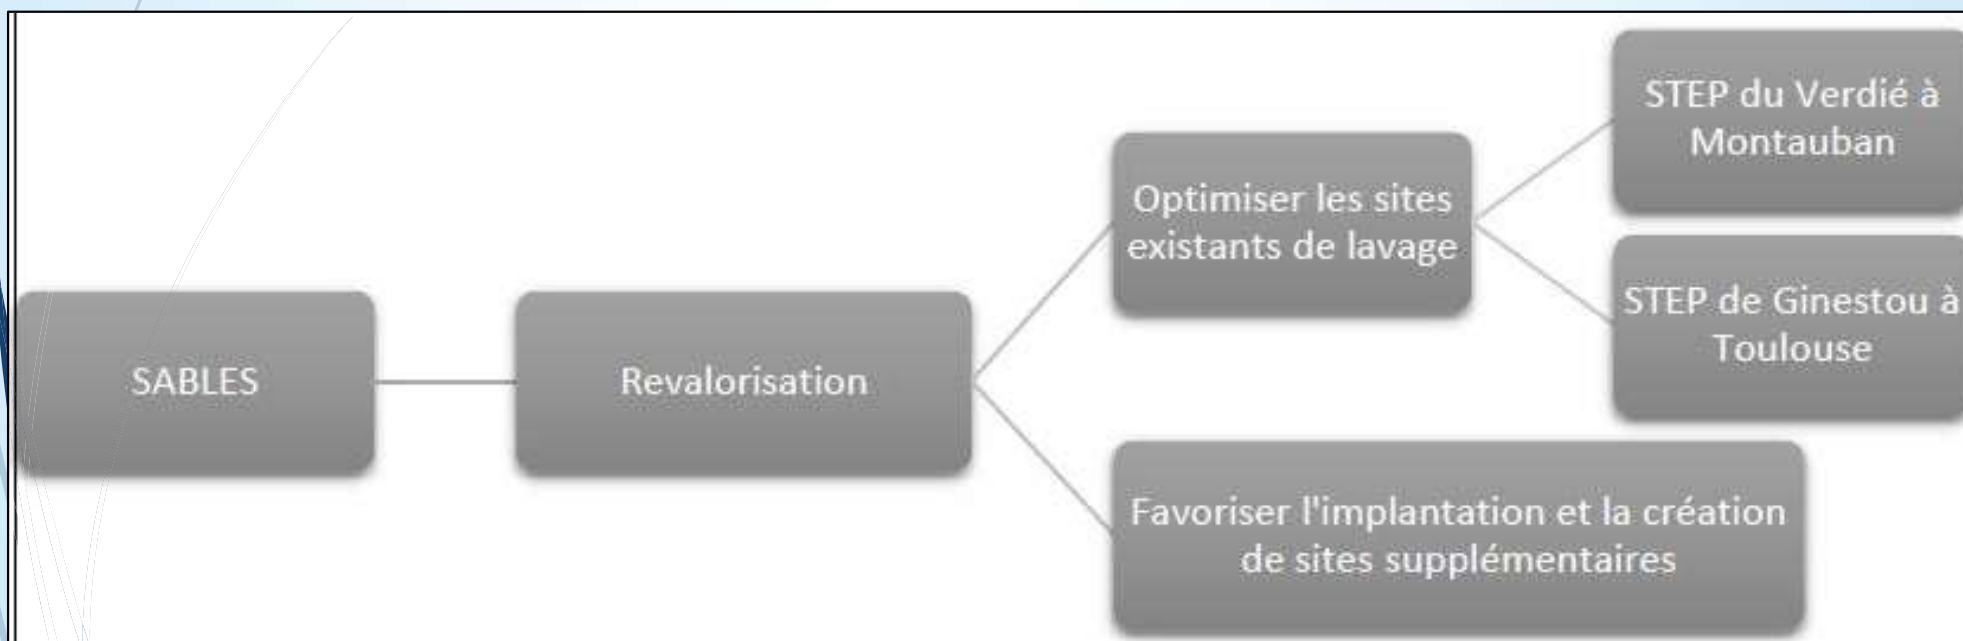 SABLES
Revalorisation
Optimiser les sites
existants de lavage
STEP du Verdié à
Montauban
STEP de Ginestou à
Toulouse
Favoriser l'implantation et la création
de sites supplémentaires